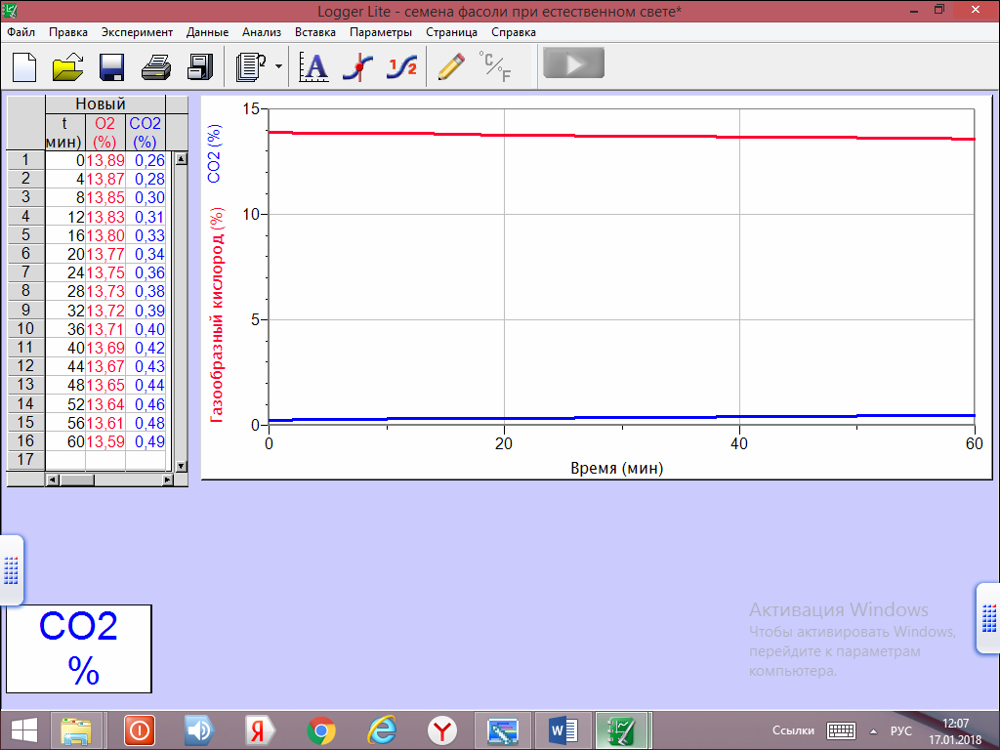 Logger Lite - семена фасоли при естественном свете*
Файл Правка Эксперимент Данные Анализ Вставка Параметры Страница Справка
A 1/2 °C/F
Новый
t O2 CO2
мин) (%) (%)
1 0 13,89 0,26
2 4 13,87 0,28
3 8 13,85 0,30
4 12 13,83 0,31
5 16 13,80 0,33
6 20 13,77 0,34
7 24 13,75 0,36
8 28 13,73 0,38
9 32 13,72 0,39
10 36 13,71 0,40
11 40 13,69 0,42
12 44 13,67 0,43
13 48 13,65 0,44
14 52 13,64 0,46
15 56 13,61 0,48
16 60 13,59 0,49
17
CO2 (%)
Газообразный кислород (%)
15
10
5
0
0 20 40 60
Время (мин)
CO2
%
Активация Windows
Чтобы активировать Windows,
перейдите к параметрам
компьютера.
Ссылки РУС 12:07
17.01.2018